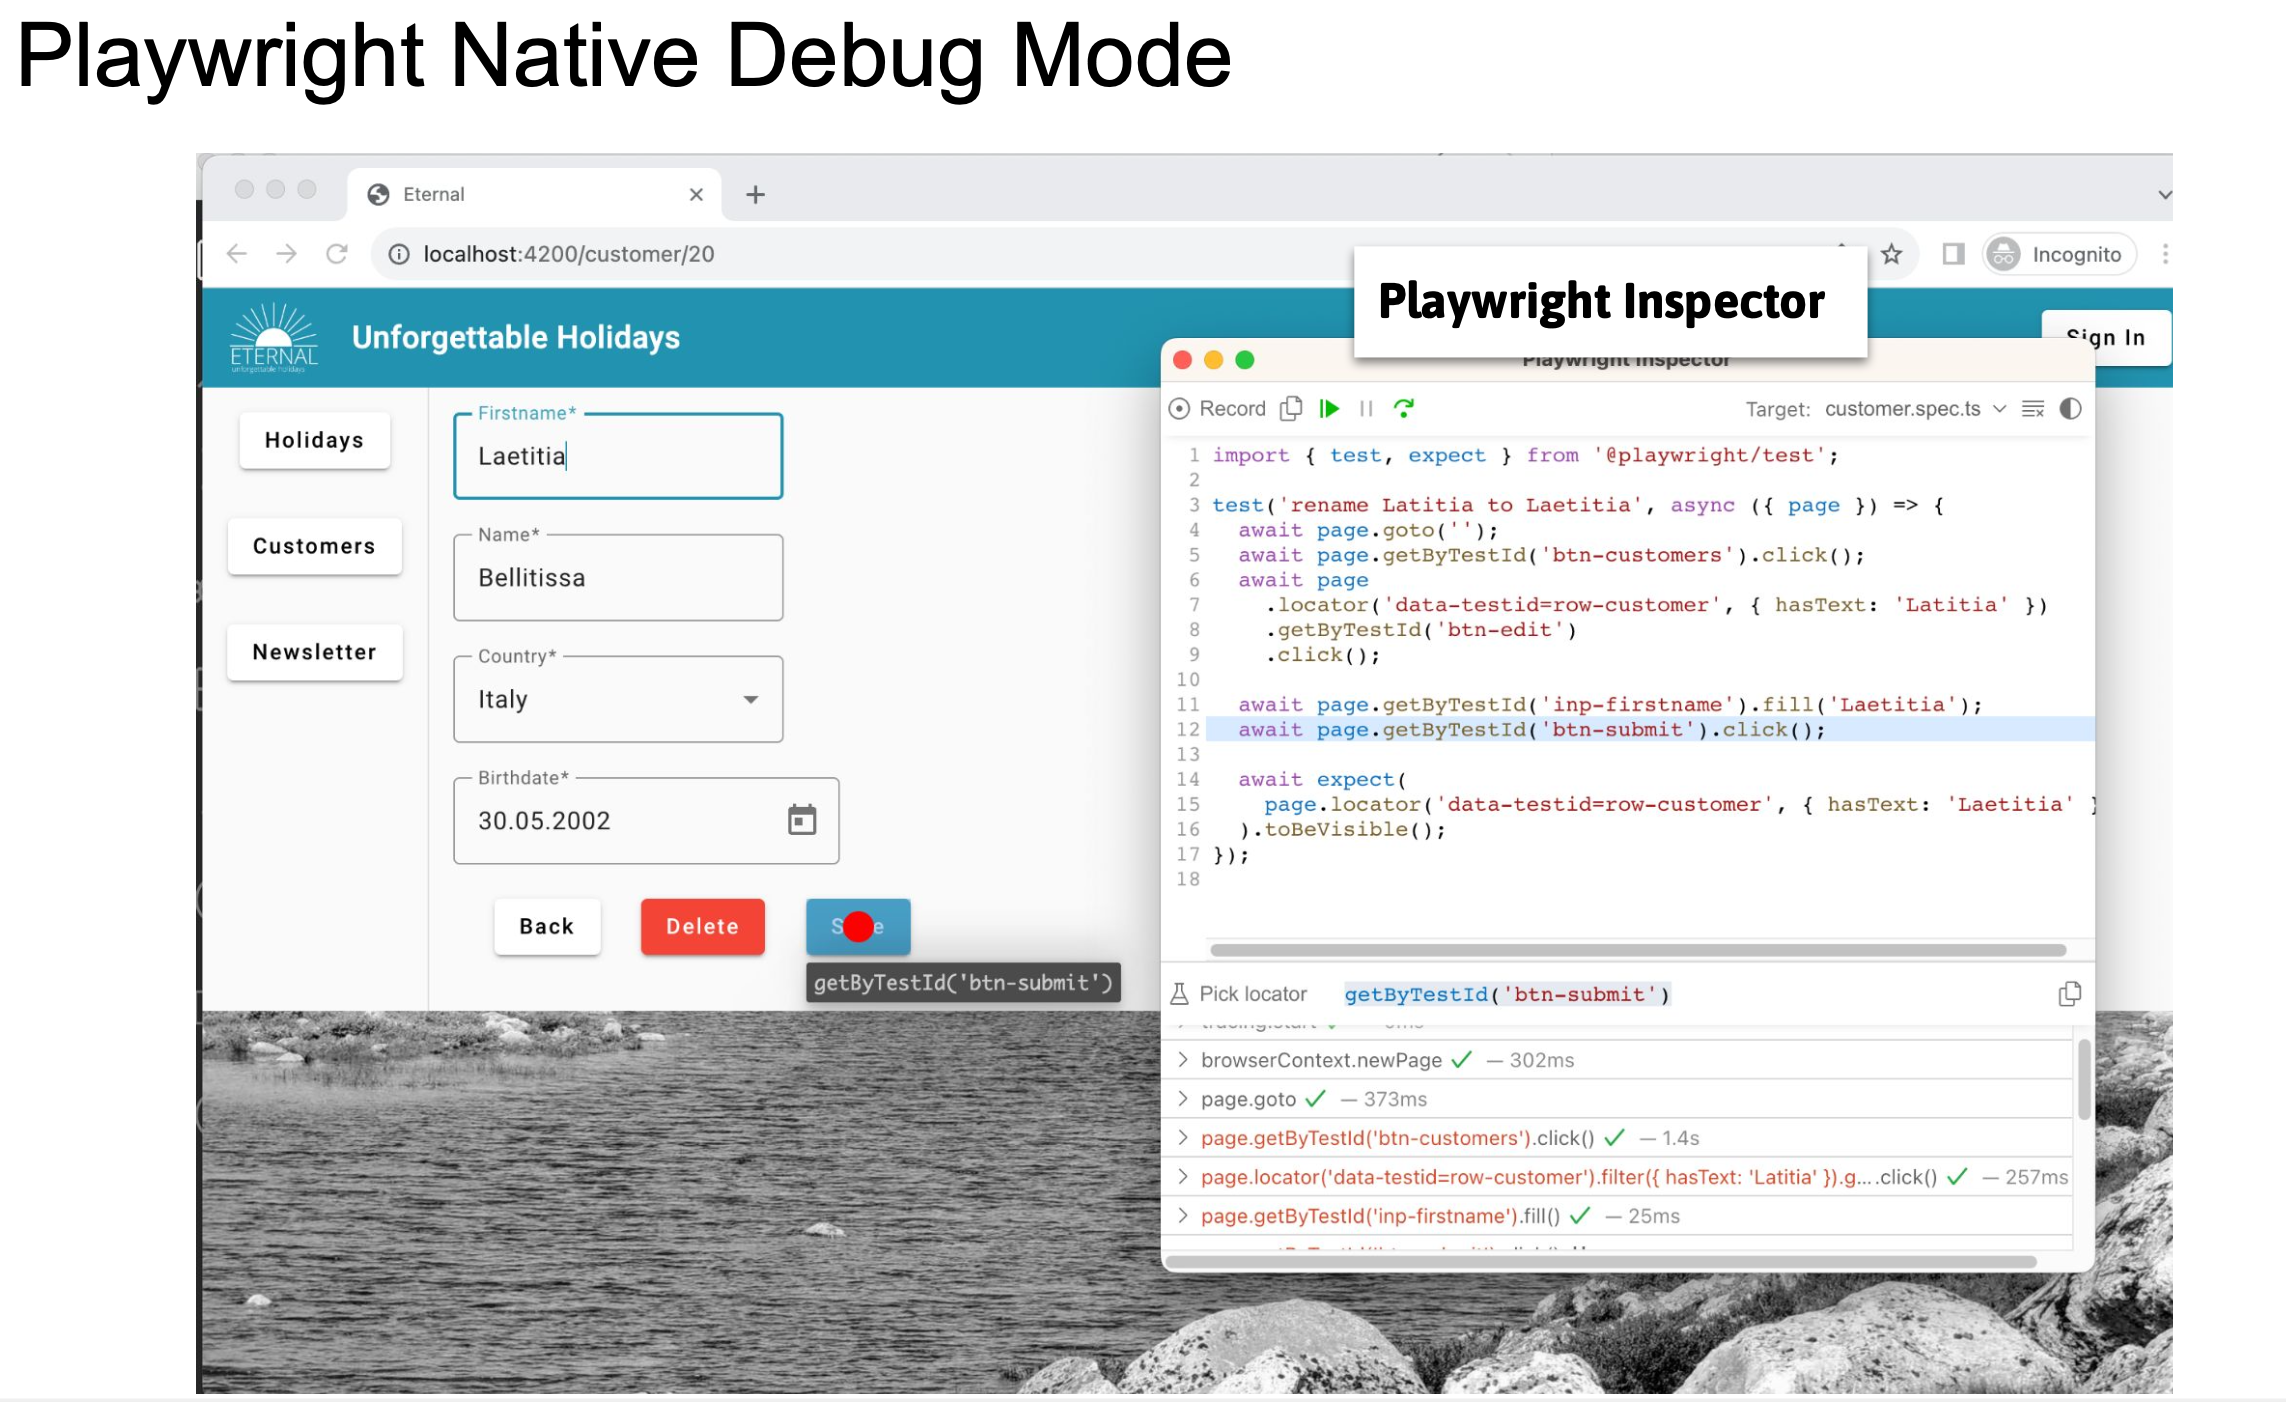 Playwright Native Debug Mode
Eternal
localhost:4200/customer/20
Incognito
Playwright Inspector
ETERNAL
unforgettable holidays
Unforgettable Holidays
Sign In
Holidays
Customers
Newsletter
Firstname*
Laetitia
Name*
Bellitissa
Country*
Italy
Birthdate*
30.05.2002
Back
Delete
getByTestId('btn-submit')
Playwright Inspector
Record
Target: customer.spec.ts
1 import { test, expect } from '@playwright/test';
2
3 test('rename Latitia to Laetitia', async ({ page }) => {
4 await page.goto('');
5 await page.getByTestId('btn-customers').click();
6 await page
7 .locator('data-testid=row-customer', { hasText: 'Latitia' })
8 .getByTestId('btn-edit')
9 .click();
10
11 await page.getByTestId('inp-firstname').fill('Laetitia');
12 await page.getByTestId('btn-submit').click();
13
14 await expect(
15 page.locator('data-testid=row-customer', { hasText: 'Laetitia' }
16 ).toBeVisible();
17 });
18
Pick locator getByTestId('btn-submit')
browserContext.newPage ✓ — 302ms
page.goto ✓ — 373ms
page.getByTestId('btn-customers').click() ✓ — 1.4s
page.locator('data-testid=row-customer').filter({ hasText: 'Latitia' }).g... .click() ✓ — 257ms
page.getByTestId('inp-firstname').fill() ✓ — 25ms